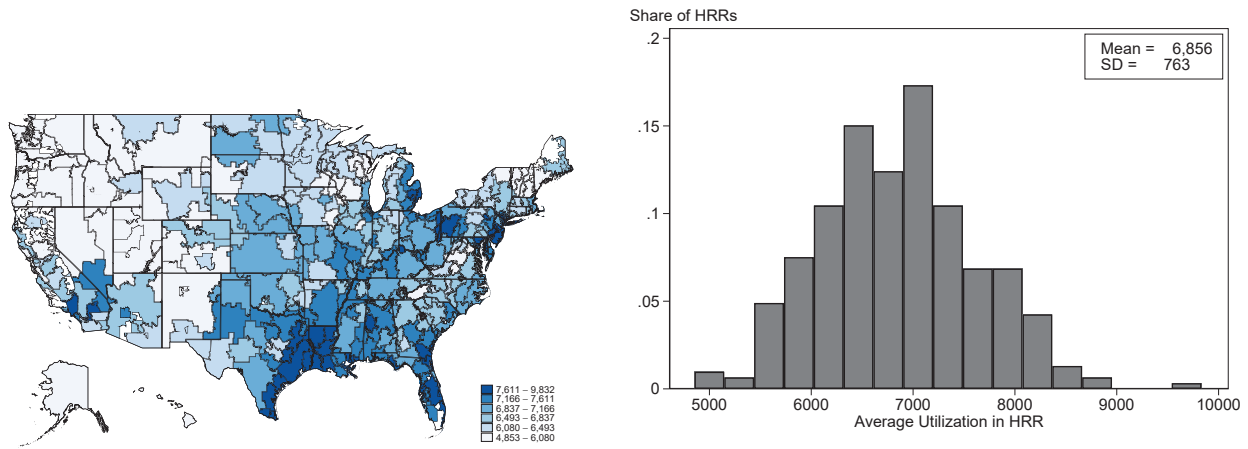 7,611 – 9,832
7,166 – 7,611
6,837 – 7,166
6,493 – 6,837
6,080 – 6,493
4,853 – 6,080
Share of HRRs
.2
.15
.1
.05
0
Mean = 6,856
SD = 763
5000 6000 7000 8000 9000 10000
Average Utilization in HRR